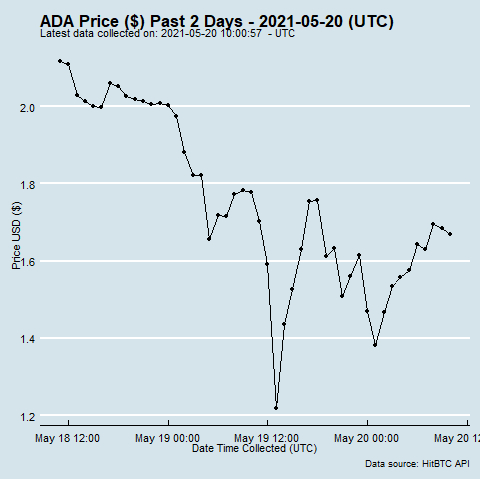 ADA Price ($) Past 2 Days - 2021-05-20 (UTC)
Latest data collected on: 2021-05-20 10:00:57 - UTC
2.0
1.8
1.6
1.4
1.2
Price USD ($)
May 18 12:00
May 19 00:00
May 19 12:00
May 20 00:00
May 20 12
Date Time Collected (UTC)
Data source: HitBTC API